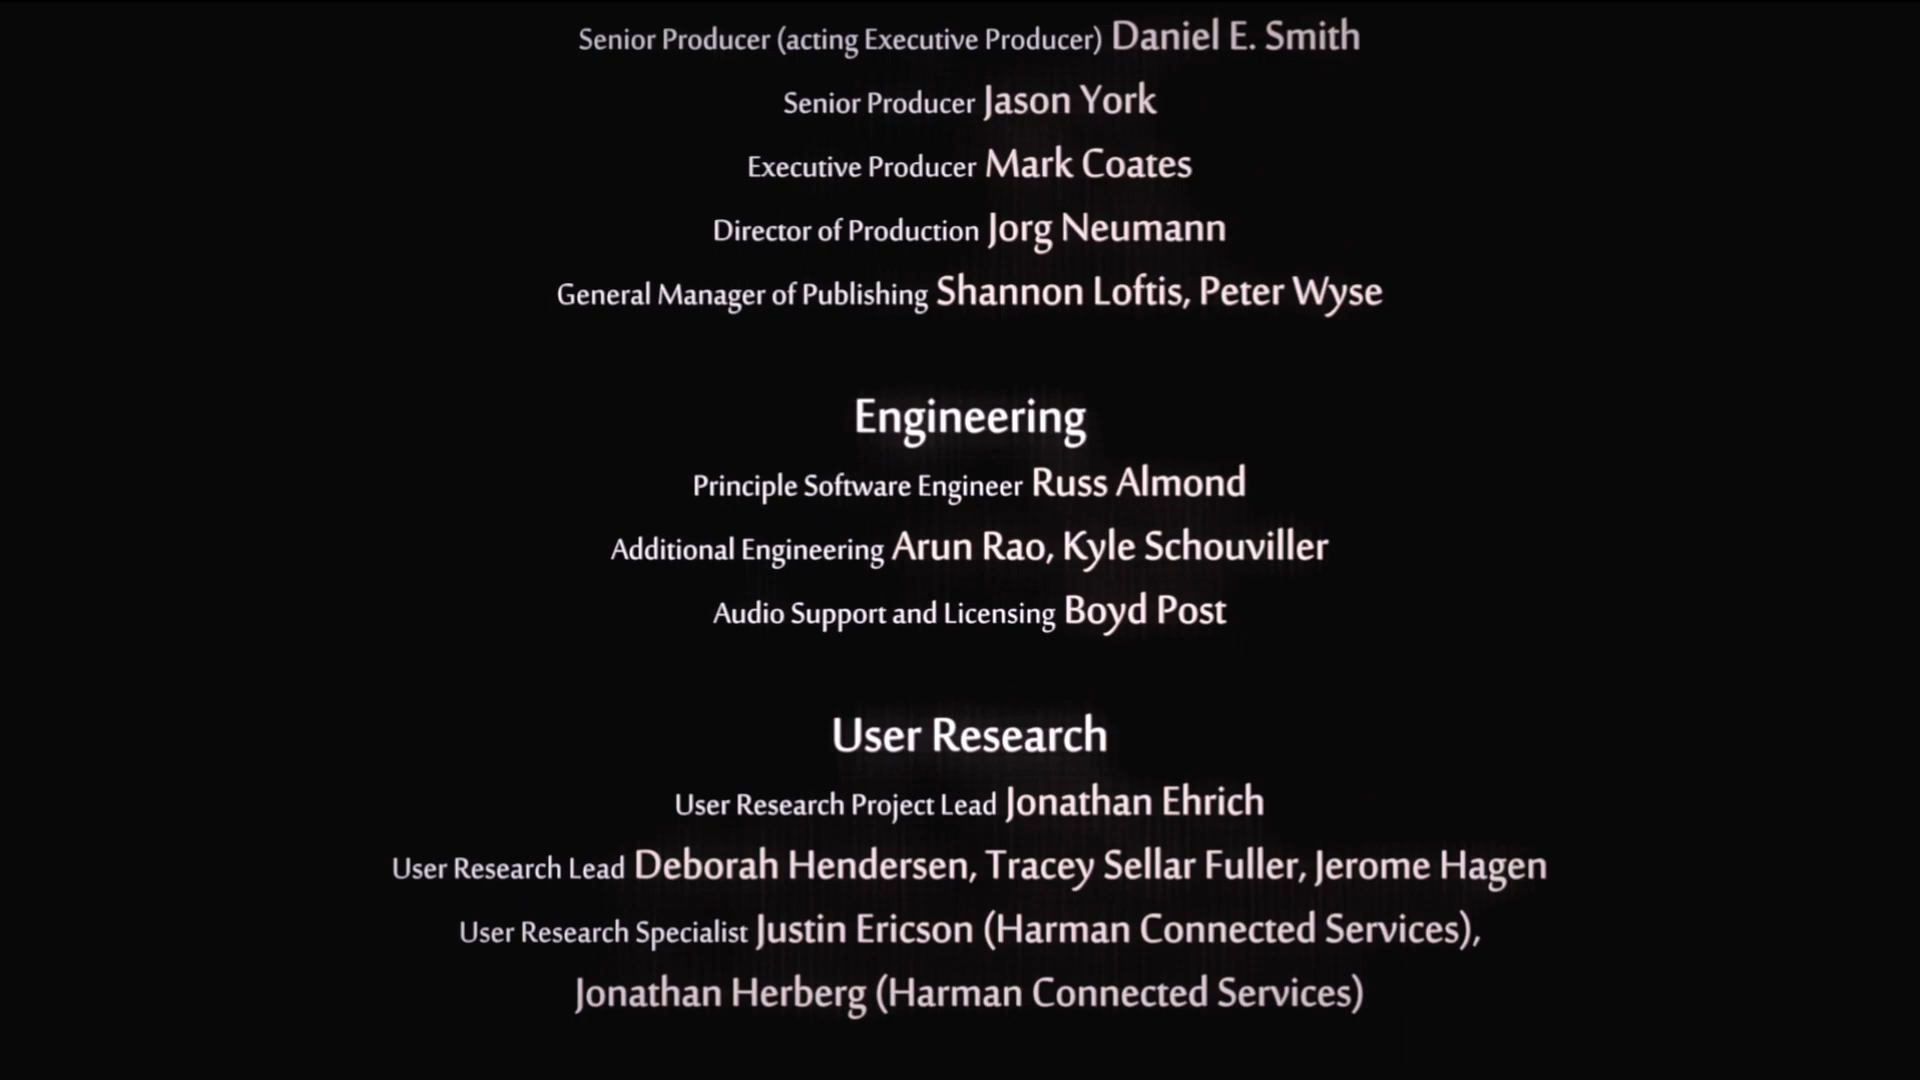 Senior Producer (acting Executive Producer) Daniel E. Smith
Senior Producer Jason York
Executive Producer Mark Coates
Director of Production Jorg Neumann
General Manager of Publishing Shannon Loftis, Peter Wyse
Engineering
Principle Software Engineer Russ Almond
Additional Engineering Arun Rao, Kyle Schouviller
Audio Support and Licensing Boyd Post
User Research
User Research Project Lead Jonathan Ehrich
User Research Lead Deborah Hendersen, Tracey Sellar Fuller, Jerome Hagen
User Research Specialist Justin Ericson (Harman Connected Services),
Jonathan Herberg (Harman Connected Services)